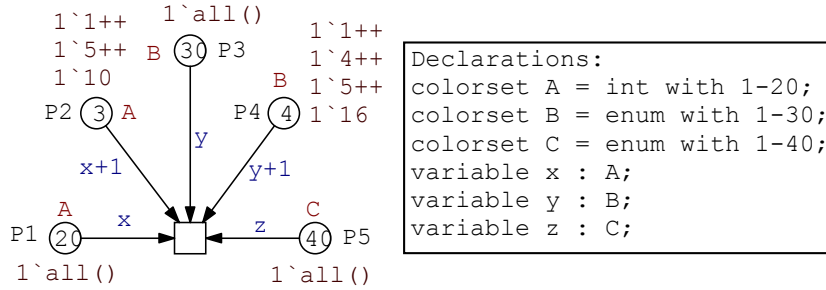 1`all()
1`1++
1`5++
1`10
B 30 P3
1`1++
1`4++
1`5++
1`16
B
P2 3 A
P4 4
y
x+1
y+1
A
C
P1 20 x
z 40 P5
1`all()
1`all()
Declarations:
colorset A = int with 1-20;
colorset B = enum with 1-30;
colorset C = enum with 1-40;
variable x : A;
variable y : B;
variable z : C;